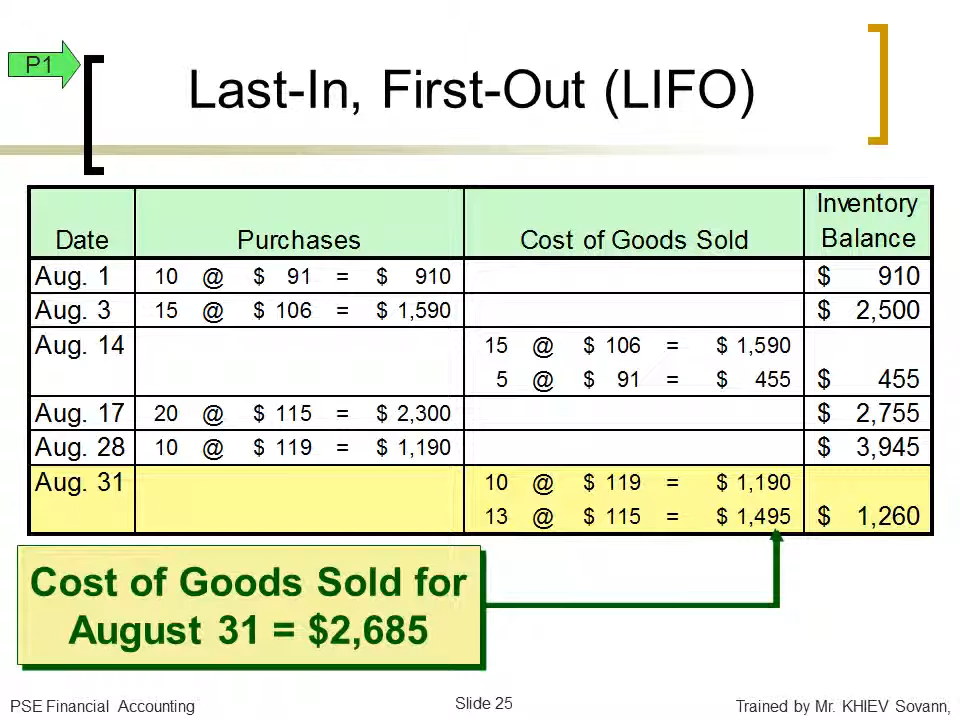 P1
Last-In, First-Out (LIFO)
Date Purchases Cost of Goods Sold Inventory Balance
Aug. 1 10 @ $ 91 = $ 910 $ 910
Aug. 3 15 @ $ 106 = $ 1,590 $ 2,500
Aug. 14 15 @ $ 106 = $ 1,590
5 @ $ 91 = $ 455 $ 455
Aug. 17 20 @ $ 115 = $ 2,300 $ 2,755
Aug. 28 10 @ $ 119 = $ 1,190 $ 3,945
Aug. 31 10 @ $ 119 = $ 1,190
13 @ $ 115 = $ 1,495 $ 1,260
Cost of Goods Sold for
August 31 = $2,685
PSE Financial Accounting Slide 25 Trained by Mr. KHIEV Sovann,